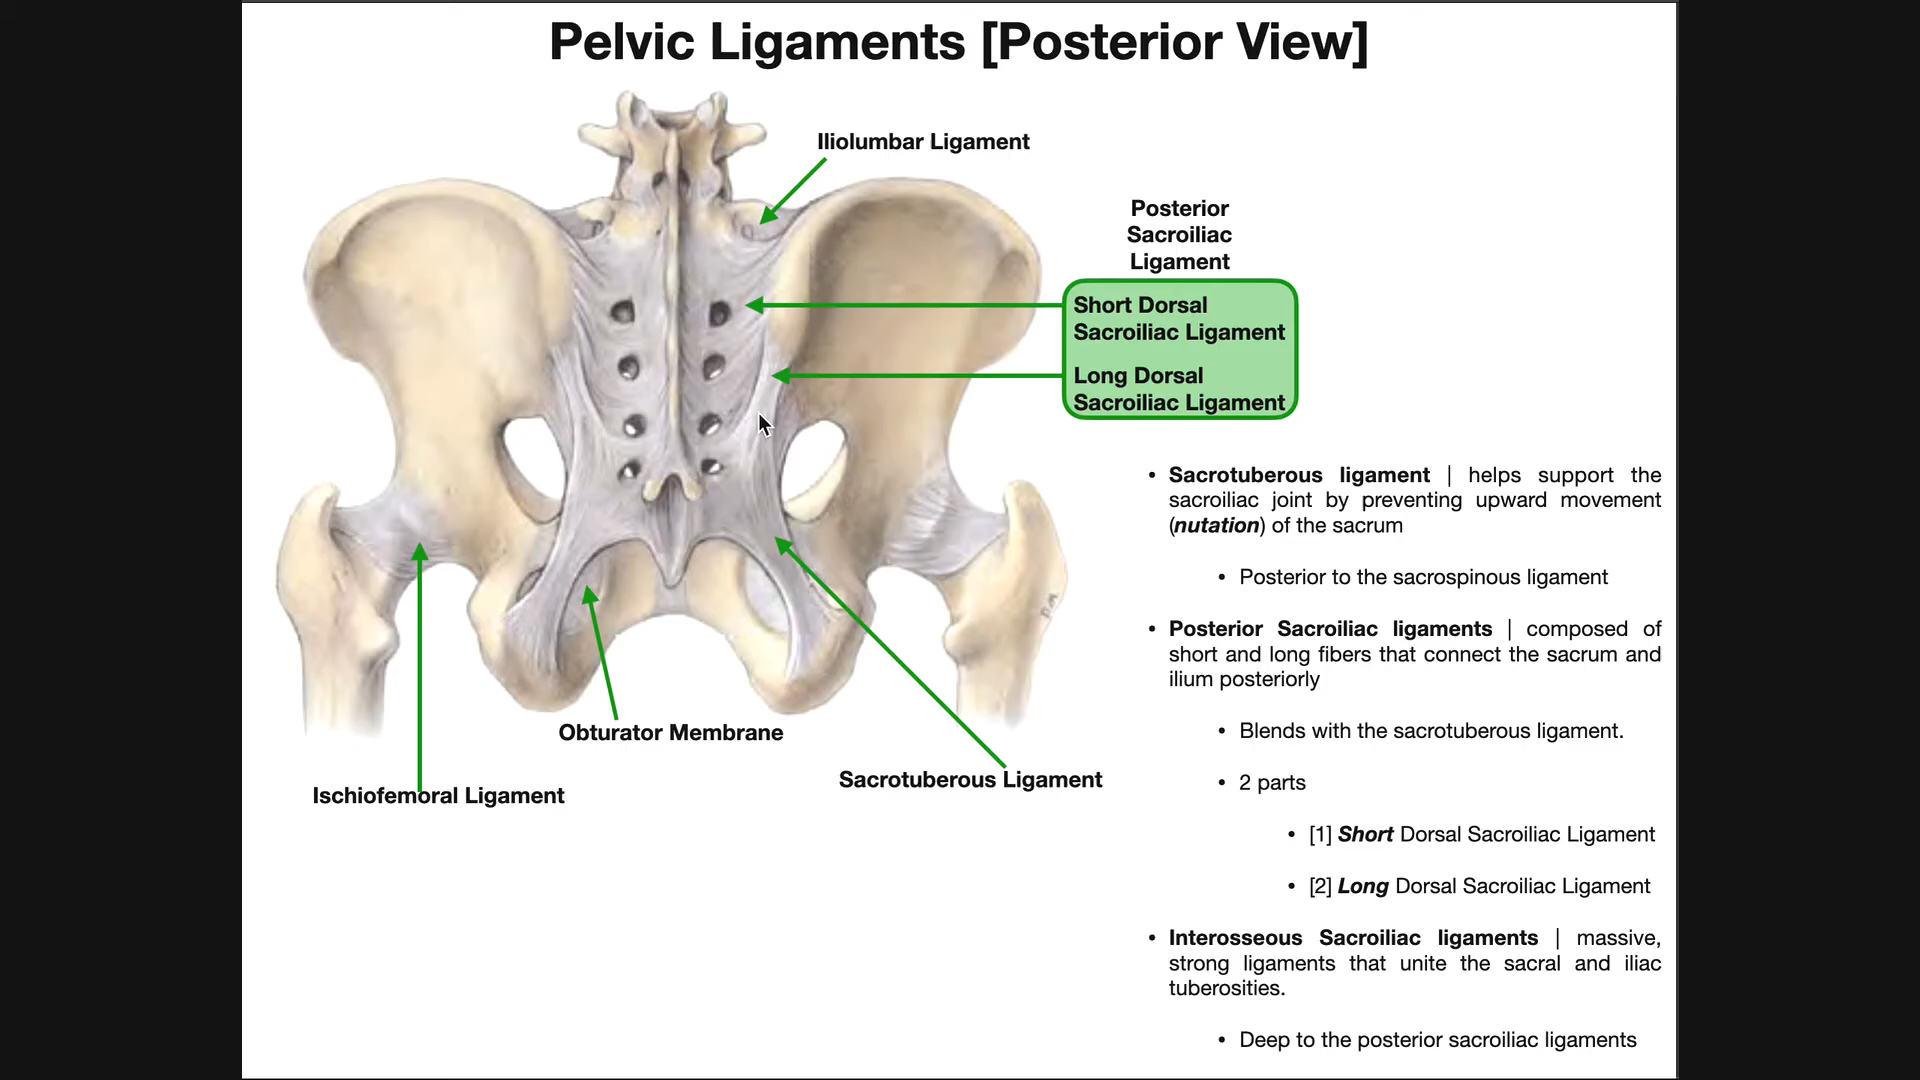 Pelvic Ligaments [Posterior View]
Iliolumbar Ligament
Posterior
Sacroiliac
Ligament
Short Dorsal
Sacroiliac Ligament
Long Dorsal
Sacroiliac Ligament
Obturator Membrane
Sacrotuberous Ligament
Ischiofemoral Ligament
• Sacrotuberous ligament | helps support the
sacroiliac joint by preventing upward movement
(nutation) of the sacrum
• Posterior to the sacrospinous ligament
• Posterior Sacroiliac ligaments | composed of
short and long fibers that connect the sacrum and
ilium posteriorly
• Blends with the sacrotuberous ligament.
• 2 parts
• [1] Short Dorsal Sacroiliac Ligament
• [2] Long Dorsal Sacroiliac Ligament
• Interosseous Sacroiliac ligaments | massive,
strong ligaments that unite the sacral and iliac
tuberosities.
• Deep to the posterior sacroiliac ligaments